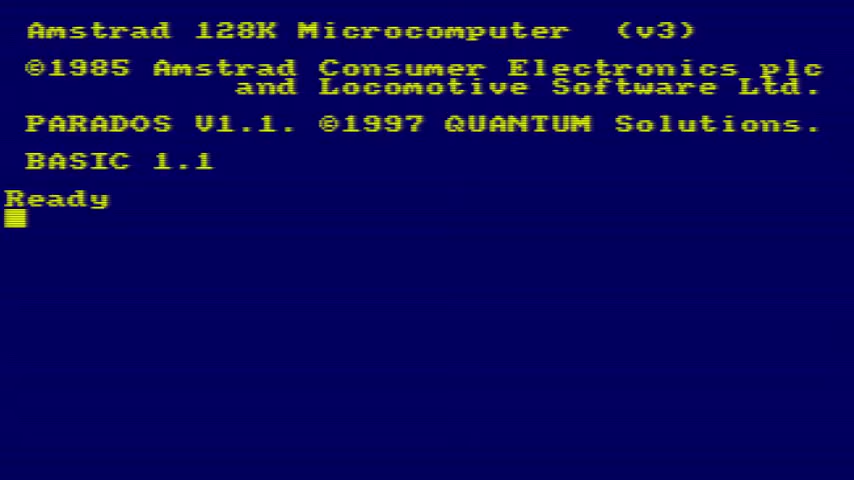 Amstrad 128K Microcomputer (v3)
©1985 Amstrad Consumer Electronics plc
and Locomotive Software Ltd.
PARADOS V1.1. ©1997 QUANTUM Solutions.
BASIC 1.1
Ready